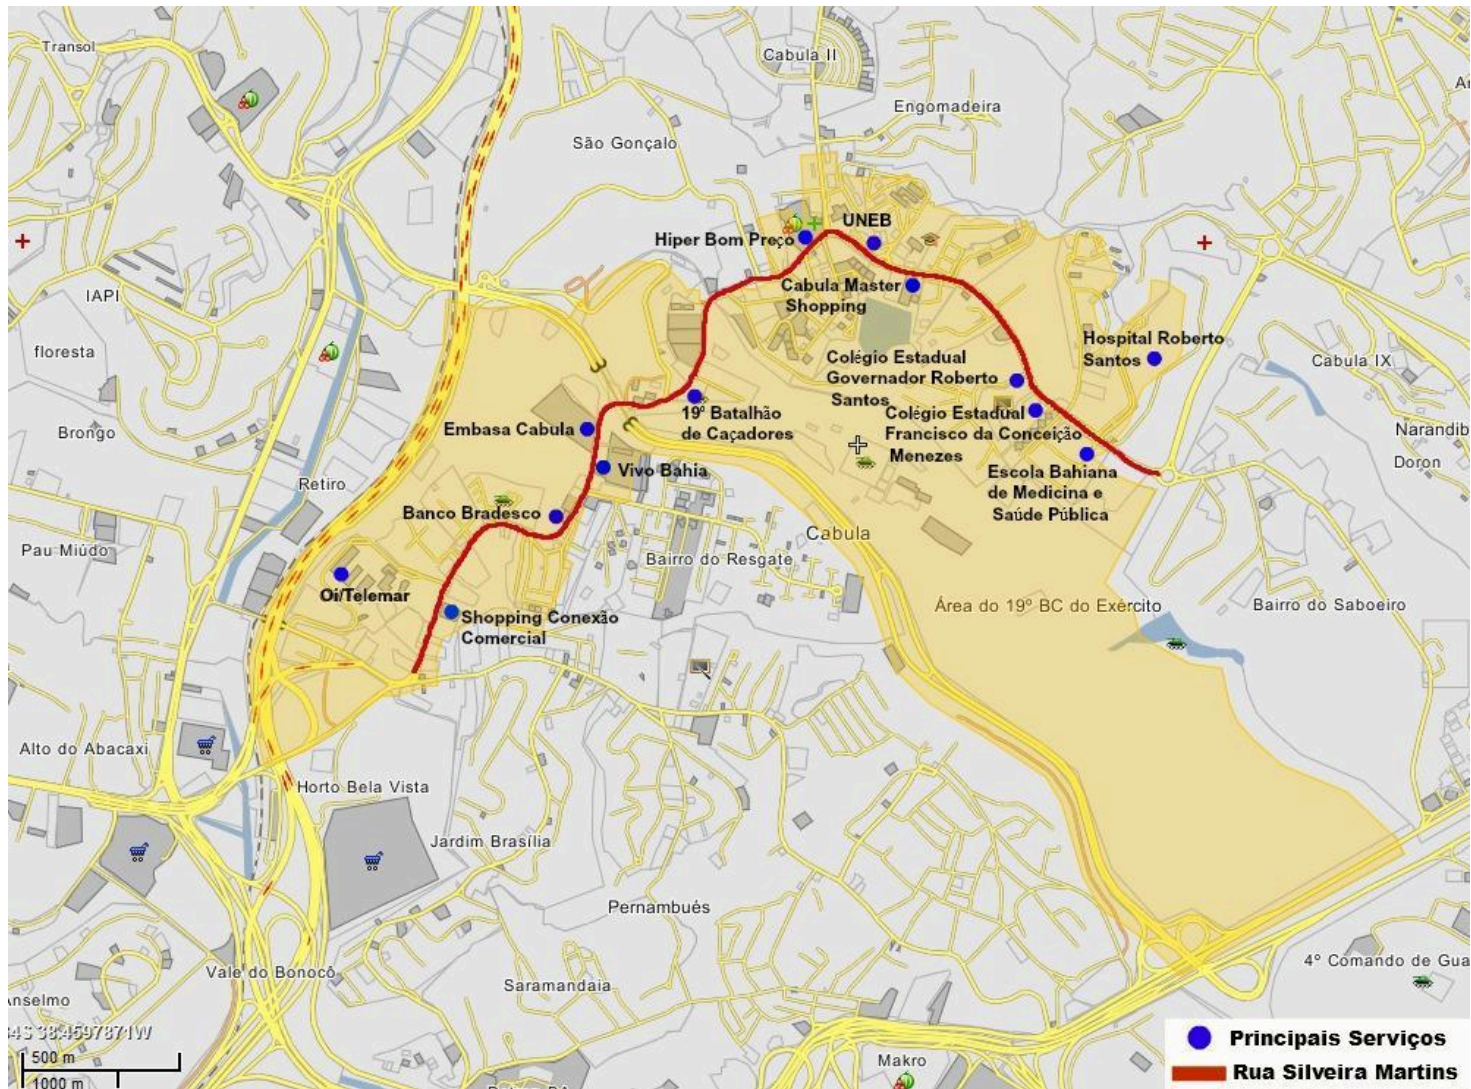 Transol
Cabula II
Engomadeira
São Gonçalo
UNEB
Hiper Bom Preço
IAPI
Cabula Master
Shopping
floresta
Hospital Roberto
Santos
Cabula IX
Colégio Estadual
Governador Roberto
Santos
19º Batalhão
de Caçadores
Colégio Estadual
Francisco da Conceição
Menezes
Embasa Cabula
Brongo
Narandib
Doron
Vivo Bahia
Escola Bahiana
de Medicina e
Saúde Pública
Retiro
Banco Bradesco
Cabula
Pau Miúdo
Bairro do Resgate
Oi/Telemar
Área do 19º BC do Exército
Bairro do Saboeiro
Shopping Conexão
Comercial
Alto do Abacaxi
Horto Bela Vista
Jardim Brasília
Pernambués
Vale do Bonocô
Saramandaia
4º Comando de Gua
Anselmo
4S 38.4597871W
500 m
1000 m
Makro
Principais Serviços
Rua Silveira Martins